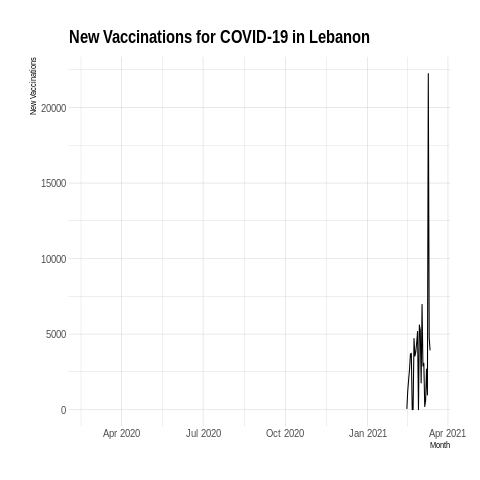 New Vaccinations for COVID-19 in Lebanon
New Vaccinations
20000
15000
10000
5000
0
Apr 2020 Jul 2020 Oct 2020 Jan 2021 Apr 2021
Month